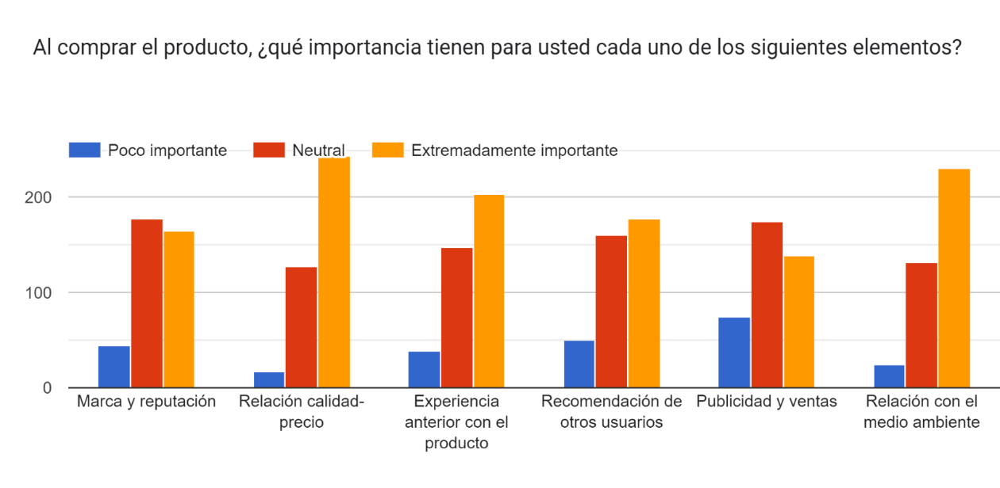 Al comprar el producto, ¿qué importancia tienen para usted cada uno de los siguientes elementos?
Poco importante Neutral Extremadamente importante
200
100
0
Marca y reputación
Relación calidad-
precio
Experiencia
anterior con el
producto
Recomendación de
otros usuarios
Publicidad y ventas
Relación con el
medio ambiente